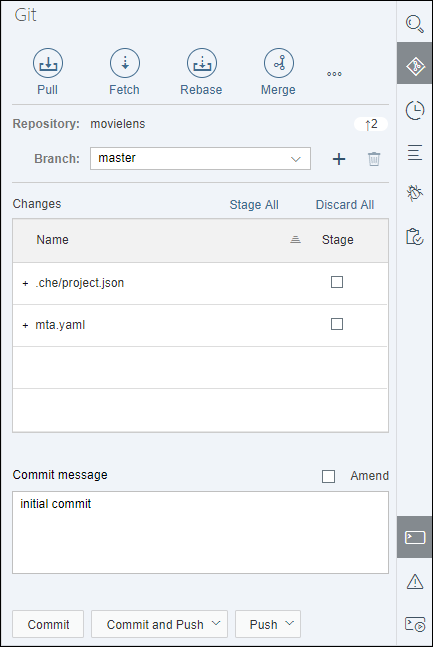 Git
Pull Fetch Rebase Merge
Repository: movielens ↑2
Branch: master
Changes Stage All Discard All
Name Stage
+ .che/project.json
+ mta.yaml
Commit message Amend
initial commit
Commit Commit and Push Push